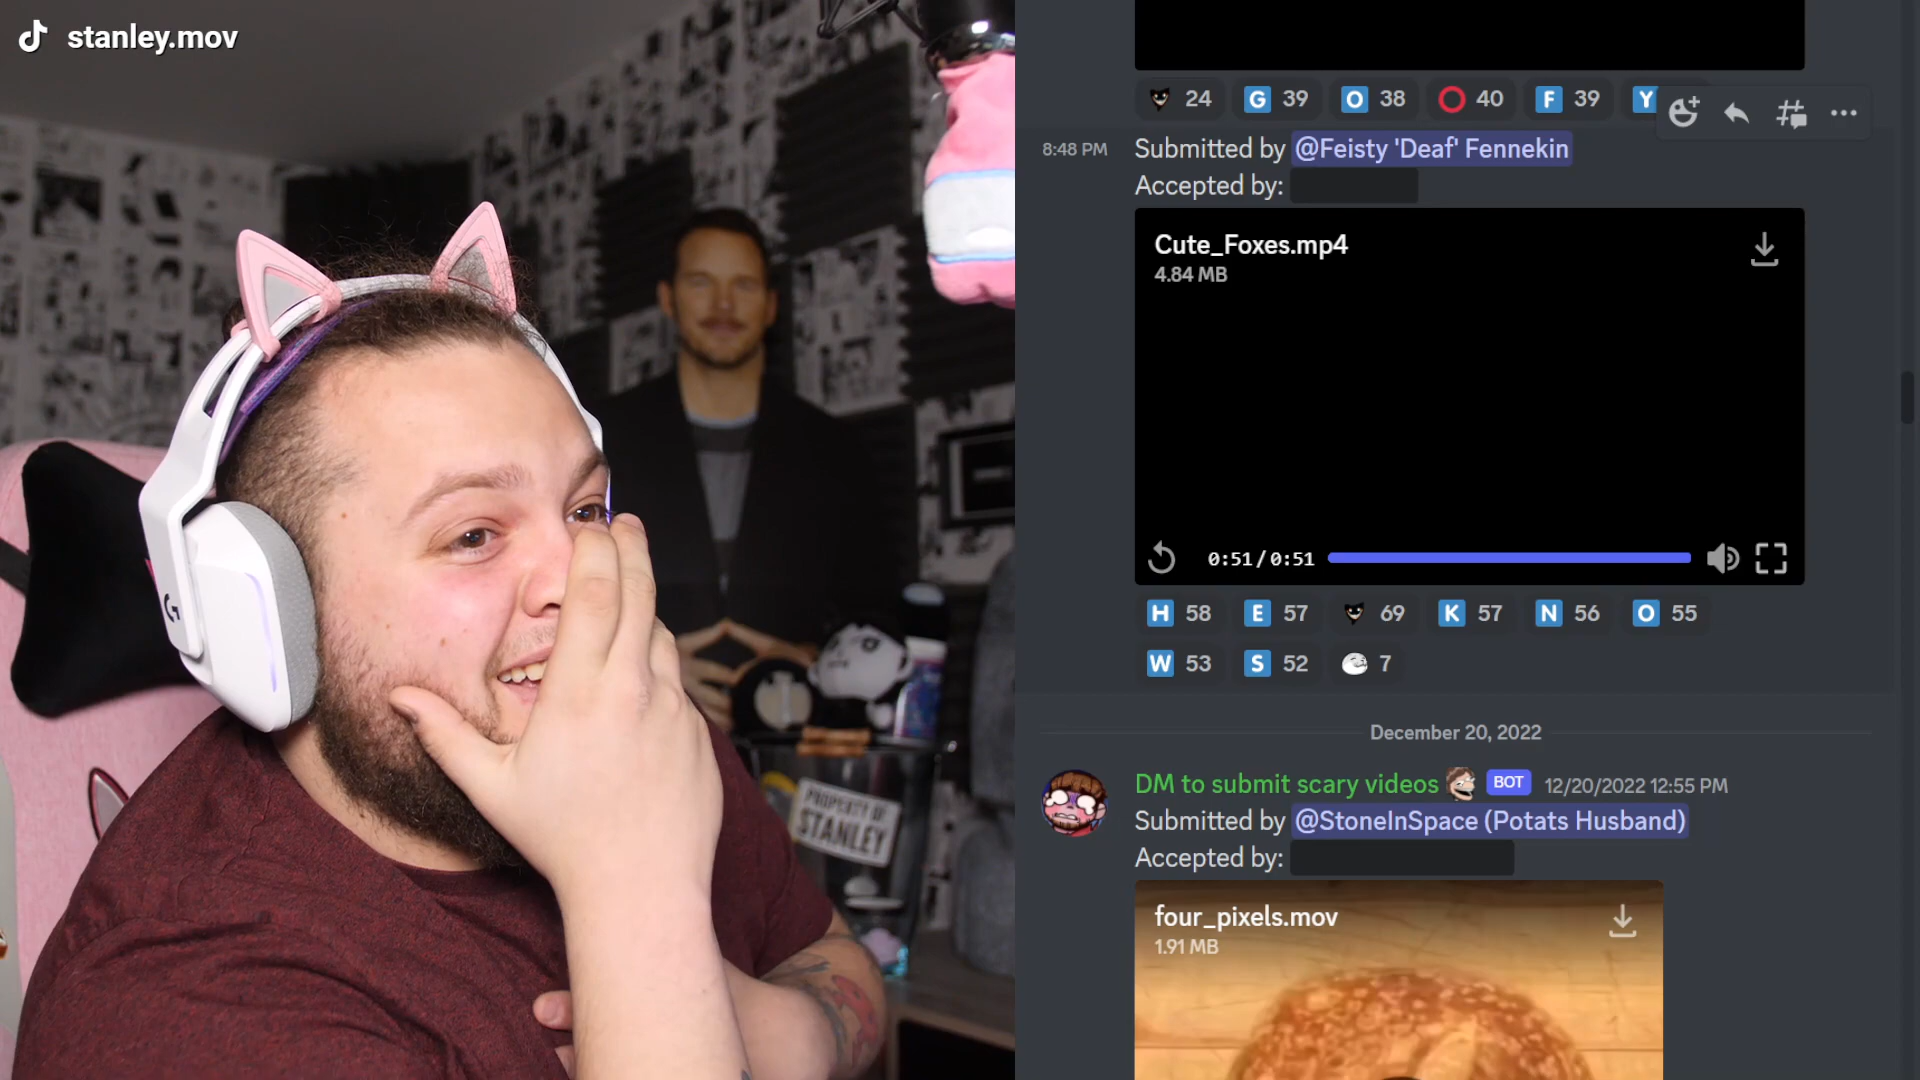 stanley.mov
PROPERTY OF
STANLEY
24 G 39 O 38 40 F 39 Y
8:48 PM Submitted by @Feisty 'Deaf' Fennekin
Accepted by:
Cute_Foxes.mp4
4.84 MB
0:51/0:51
H 58 E 57 69 K 57 N 56 O 55
W 53 S 52 7
December 20, 2022
DM to submit scary videos BOT 12/20/2022 12:55 PM
Submitted by @StoneInSpace (Potats Husband)
Accepted by:
four_pixels.mov
1.91 MB